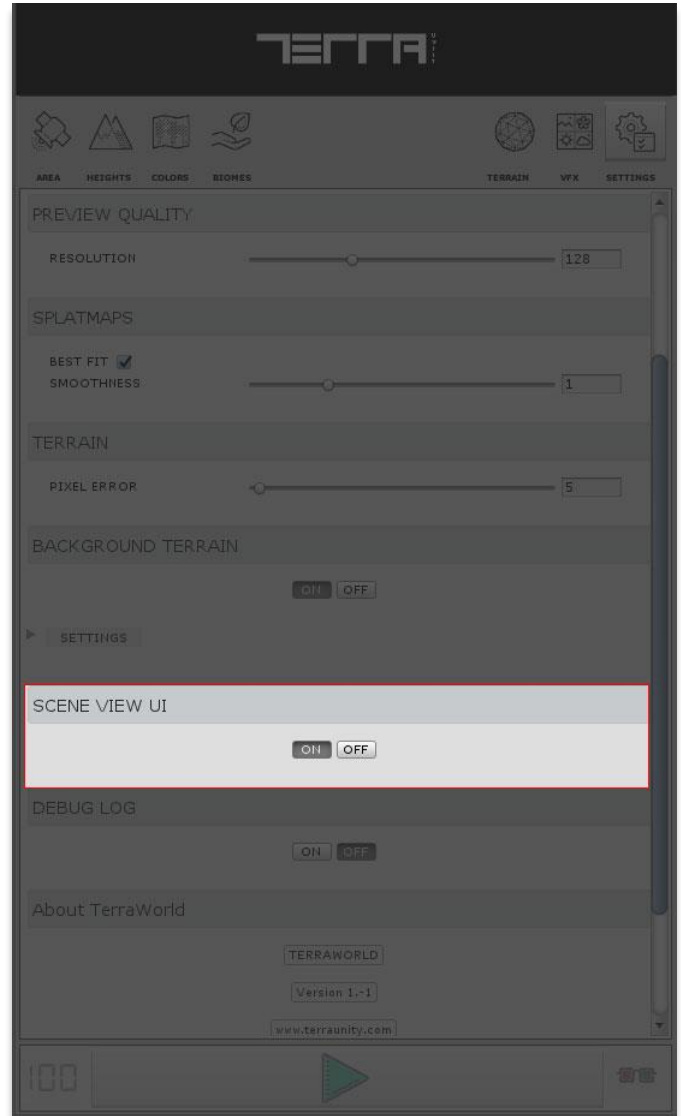 TERRA
UNITY
AREA HEIGHTS COLORS BIOMES TERRAIN VFX SETTINGS
PREVIEW QUALITY
RESOLUTION 128
SPLATMAPS
BEST FIT
SMOOTHNESS 1
TERRAIN
PIXEL ERROR 5
BACKGROUND TERRAIN
ON OFF
SETTINGS
SCENE VIEW UI
ON OFF
DEBUG LOG
ON OFF
About TerraWorld
TERRAWORLD
Version 1.-1
www.terraunity.com
100